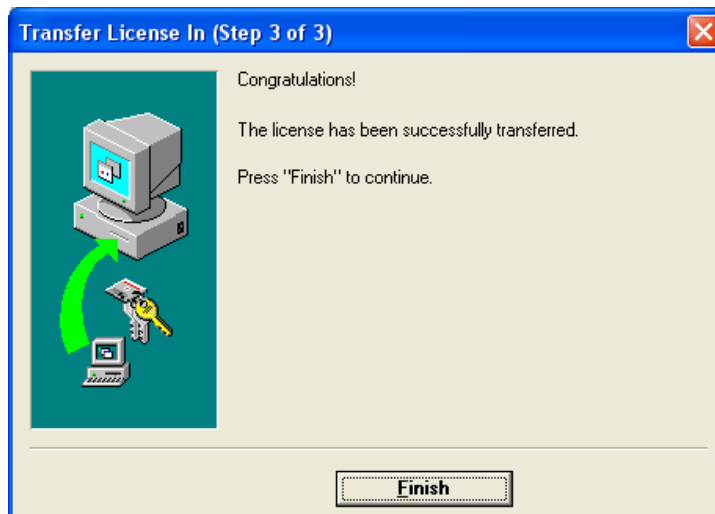 Transfer License In (Step 3 of 3)
Congratulations!
The license has been successfully transferred.
Press "Finish" to continue.
Finish